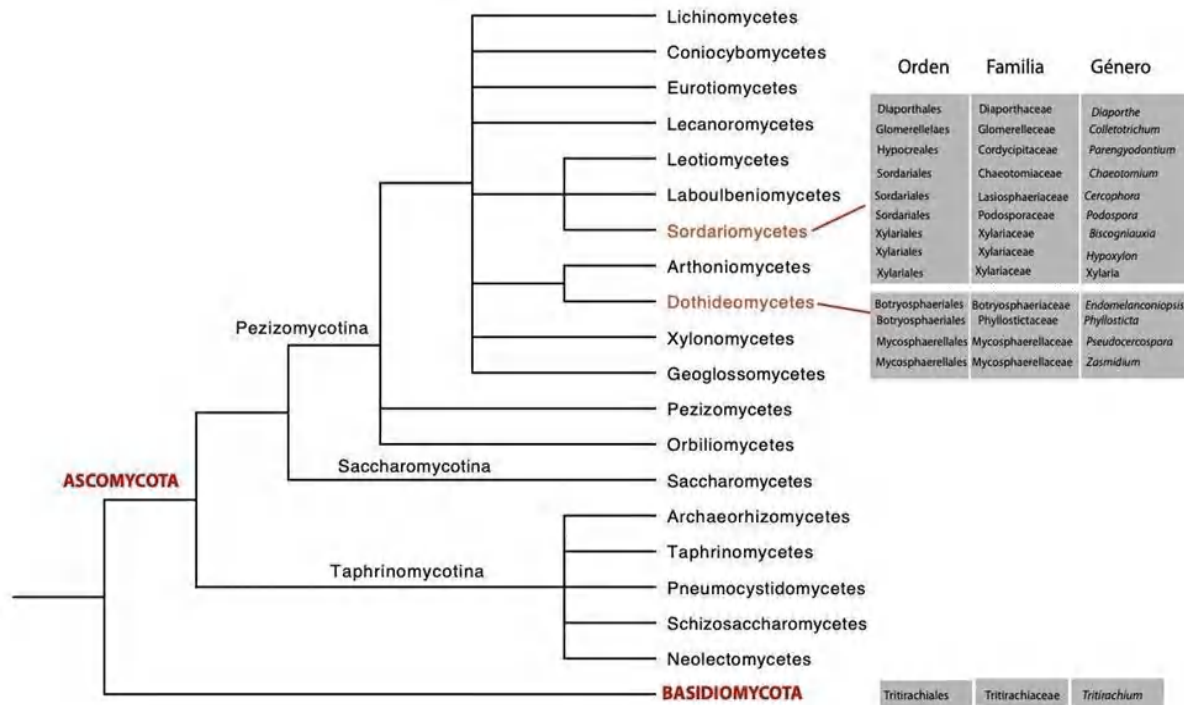 Lichinomycetes
Coniocybomycetes
Eurotiomycetes
Lecanoromycetes
Leotiomycetes
Laboulbeniomycetes
Sordariomycetes
Arthoniomycetes
Dothideomycetes
Xylonomycetes
Geoglossomycetes
Pezizomycetes
Orbiliomycetes
Saccharomycetes
Archaeorhizomycetes
Taphrinomycetes
Pneumocystidomycetes
Schizosaccharomycetes
Neolectomycetes
BASIDIOMYCOTA
Pezizomycotina
Saccharomycotina
ASCOMYCOTA
Taphrinomycotina
Orden Familia Género
Diaporthales Diaporthaceae Diaporthe
Glomerellelaes Glomerelleceae Colletotrichum
Hypocreales Cordycipitaceae Parengyodontium
Sordariales Chaeotomiaceae Chaeotomium
Sordariales Lasiosphaeriaceae Cercophora
Sordariales Podosporaceae Podospora
Xylariales Xylariaceae Biscogniauxia
Xylariales Xylariaceae Hypoxylon
Xylariales Xylariaceae Xylaria
Botryosphaeriales Botryosphaeriaceae Endomelanconiopsis
Botryosphaeriales Phyllostictaceae Phyllosticta
Mycosphaerellales Mycosphaerellaceae Pseudocercospara
Mycosphaerellales Mycosphaerellaceae Zasmidium
Tritirachiales Tritirachiaceae Tritirachium